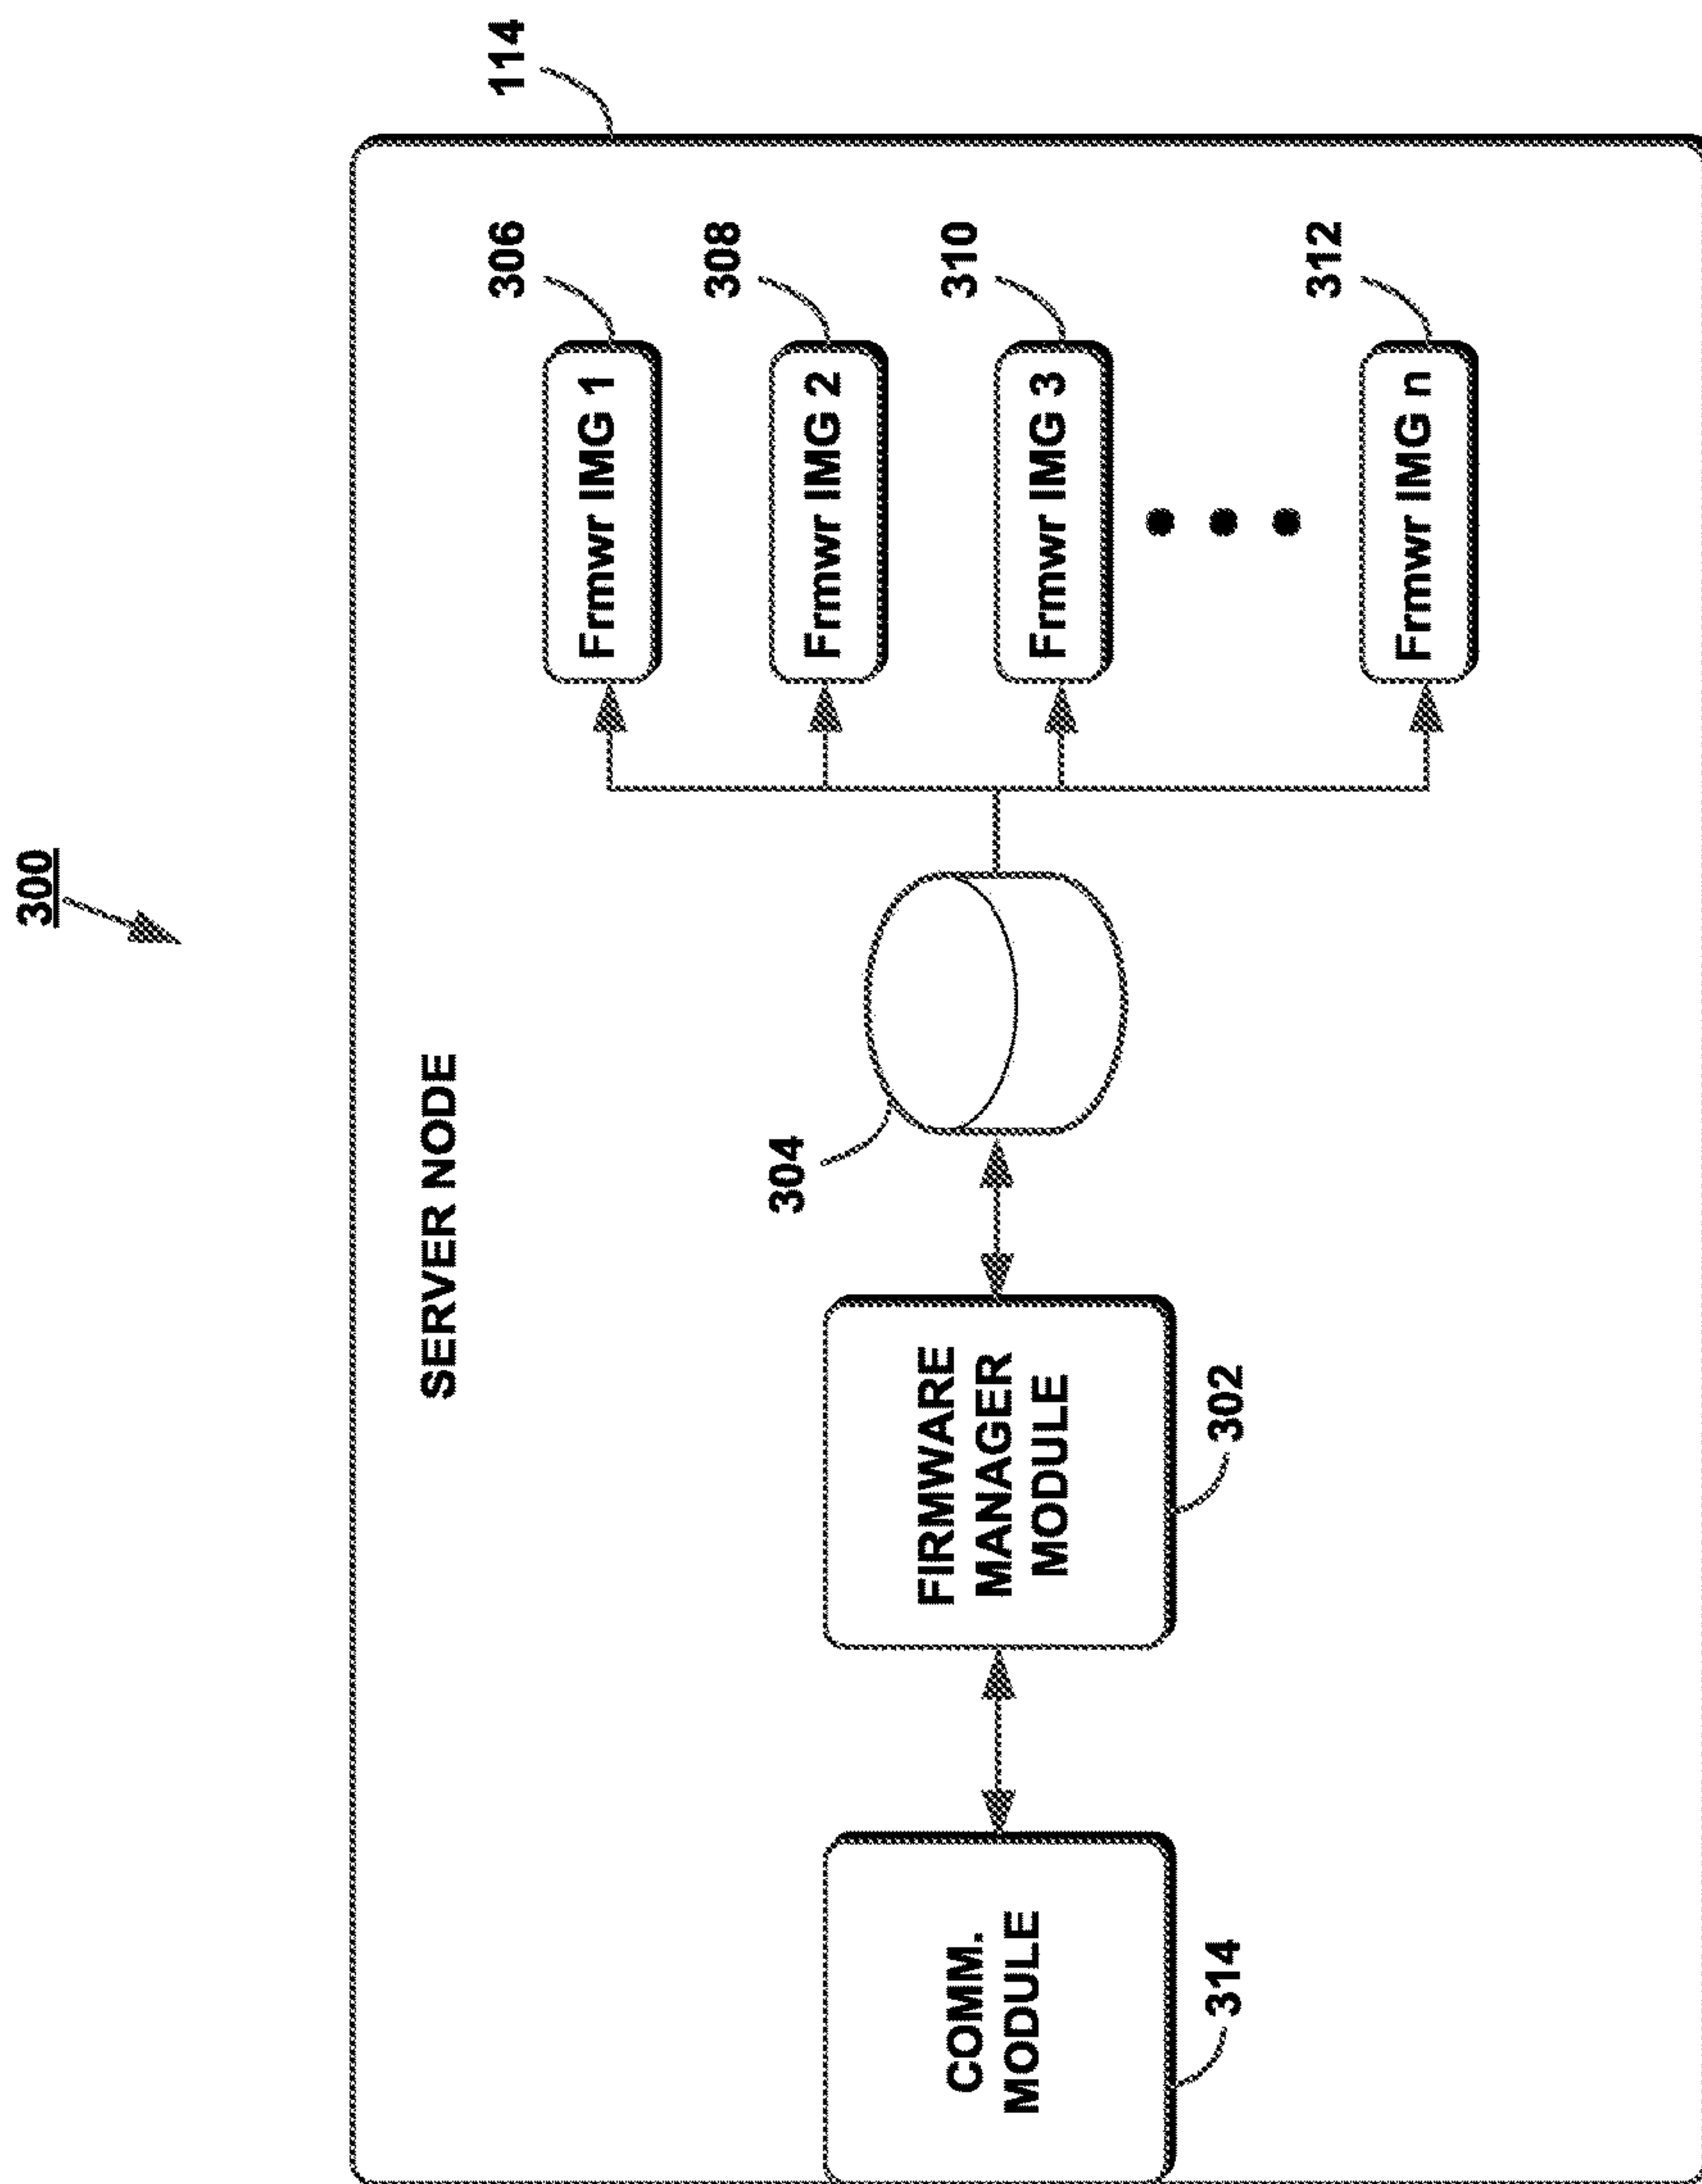 300
114
SERVER NODE
306
Frmwr IMG 1
308
Frmwr IMG 2
304
310
Frmwr IMG 3
312
Frmwr IMG n
FIRMWARE
MANAGER
MODULE
302
COMM.
MODULE
314